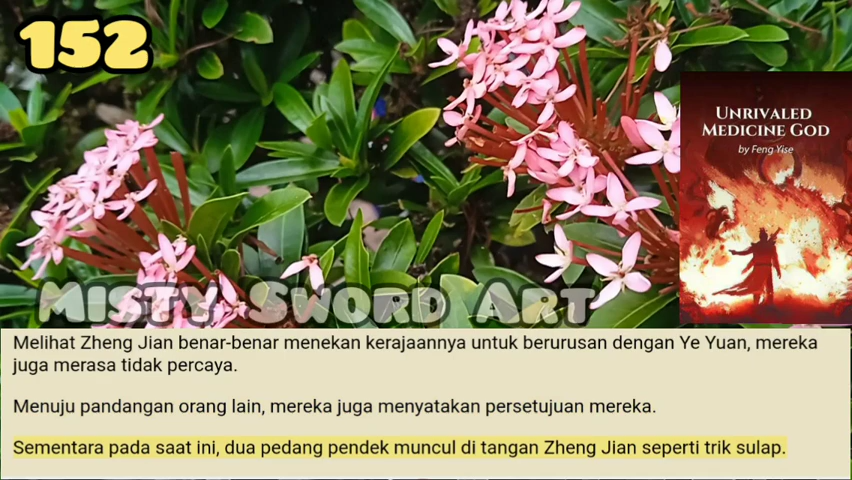 152
UNRIVALED
MEDICINE GOD
by Feng Yise
MISTY SWORD ART
Melihat Zheng Jian benar-benar menekan kerajaannya untuk berurusan dengan Ye Yuan, mereka
juga merasa tidak percaya.
Menuju pandangan orang lain, mereka juga menyatakan persetujuan mereka.
Sementara pada saat ini, dua pedang pendek muncul di tangan Zheng Jian seperti trik sulap.